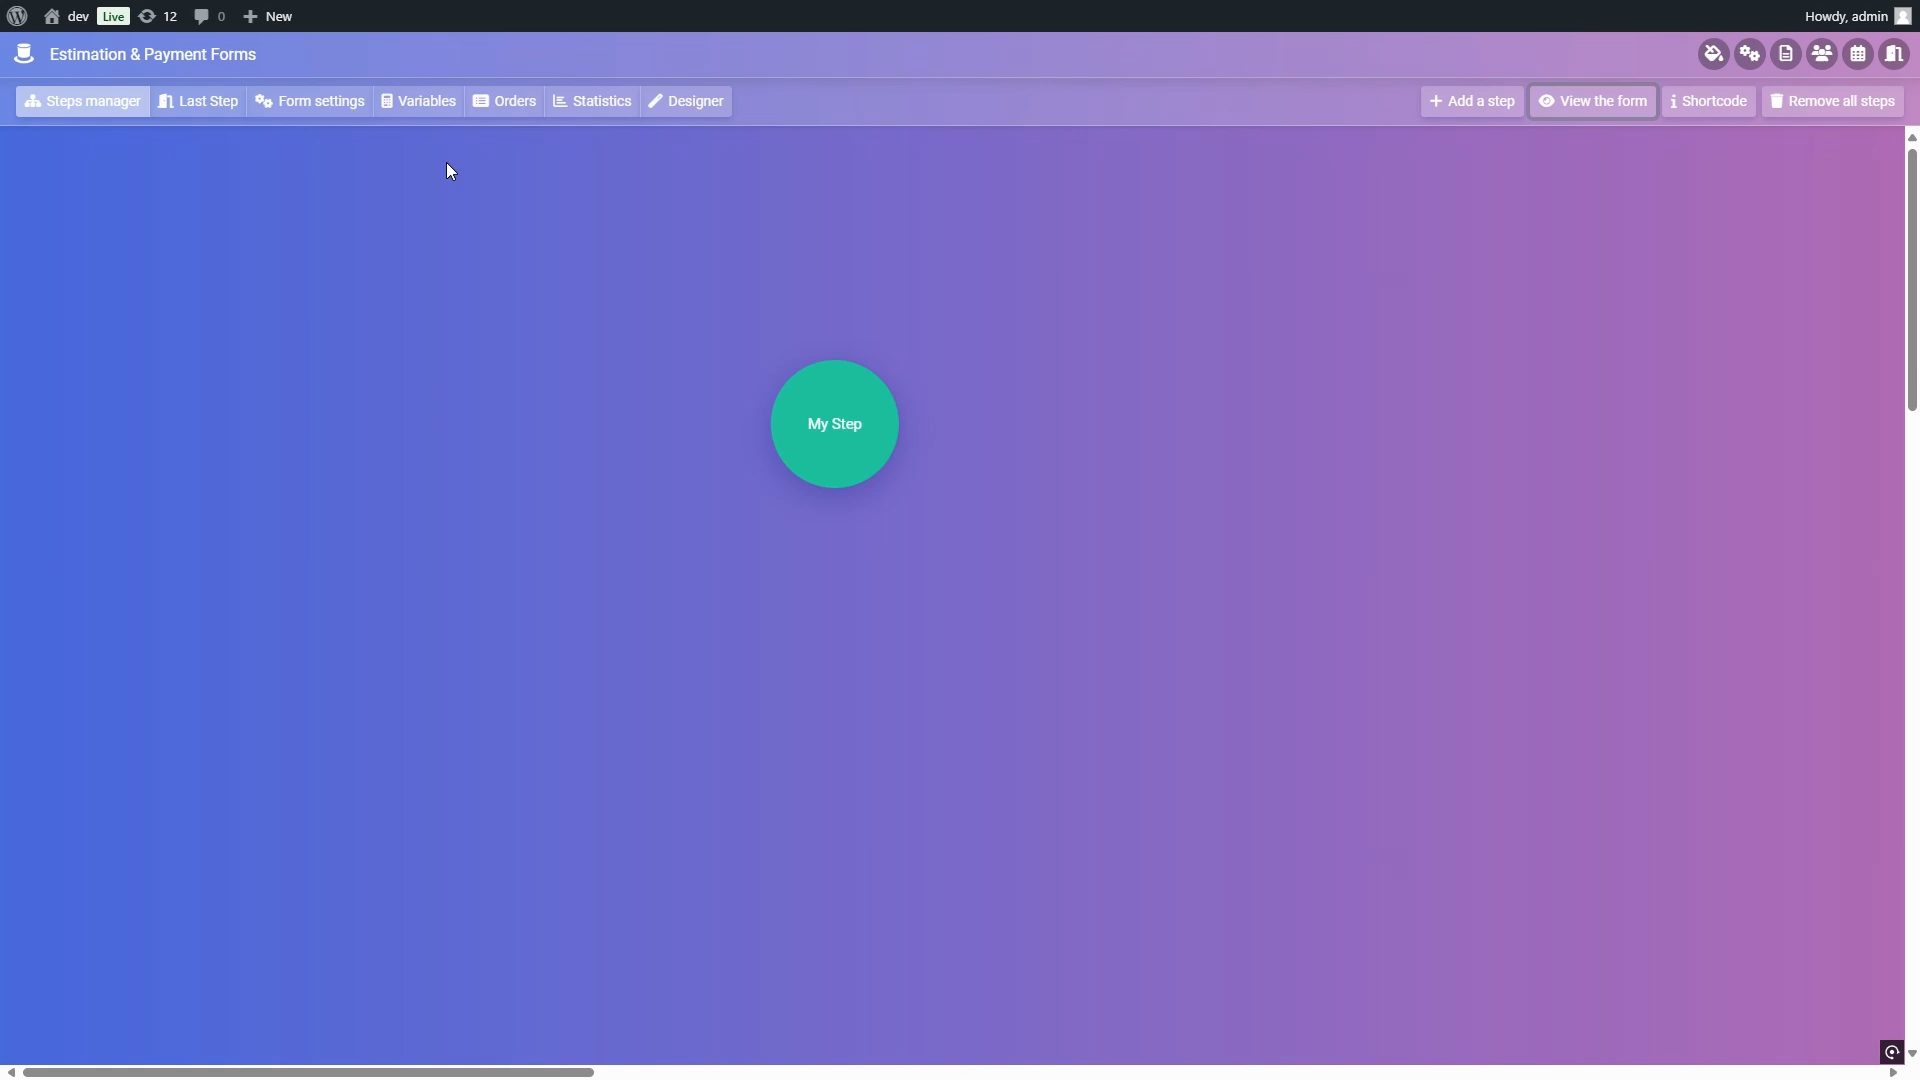 dev Live 12 0 New Howdy, admin
Estimation & Payment Forms
Steps manager Last Step Form settings Variables Orders Statistics Designer Add a step View the form Shortcode Remove all steps
My Step